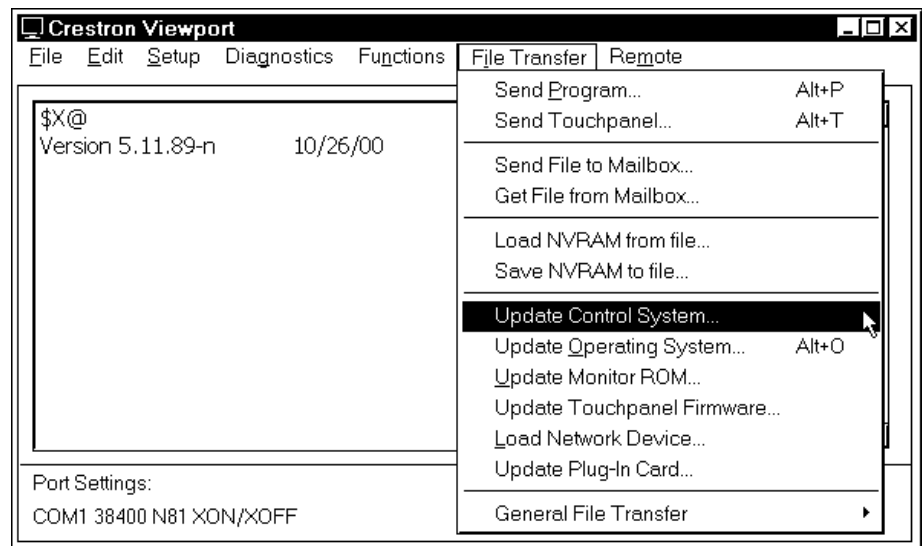 Crestron Viewport
File Edit Setup Diagnostics Functions File Transfer Remote
$X@
Version 5.11.89-n 10/26/00
Send Program... Alt+P
Send Touchpanel... Alt+T
Send File to Mailbox...
Get File from Mailbox...
Load NVRAM from file...
Save NVRAM to file...
Update Control System...
Update Operating System... Alt+O
Update Monitor ROM...
Update Touchpanel Firmware...
Load Network Device...
Update Plug-In Card...
General File Transfer
Port Settings:
COM1 38400 N81 XON/XOFF